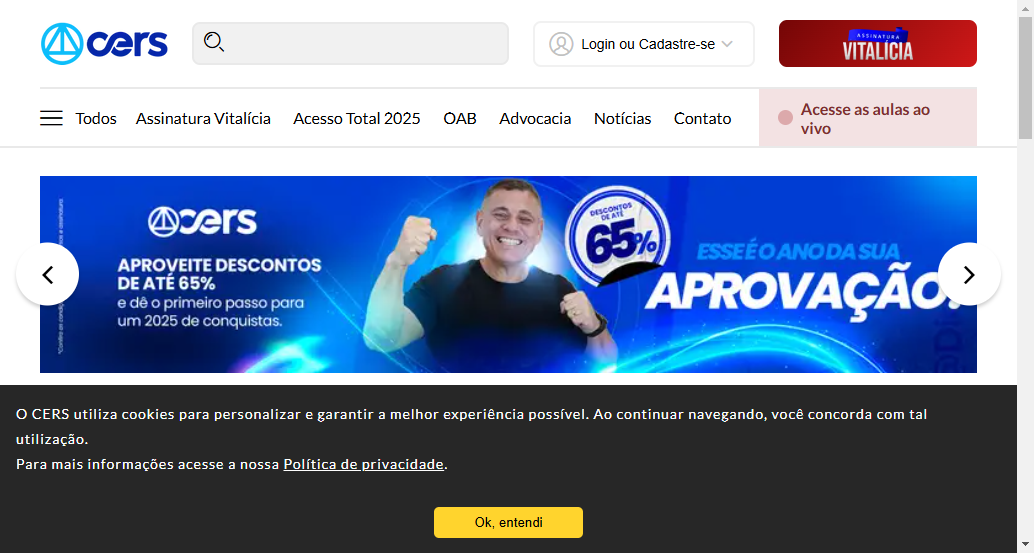 cers
Login ou Cadastre-se
ASSINATURA
VITALÍCIA
Todos
Assinatura Vitalícia
Acesso Total 2025
OAB
Advocacia
Notícias
Contato
Acesse as aulas ao
vivo
cers
APROVEITE DESCONTOS
DE ATÉ 65%
e dê o primeiro passo para
um 2025 de conquistas.
DESCONTOS
DE ATÉ
65%
ESSE É O ANO DA SUA
APROVAÇÃO!
O CERS utiliza cookies para personalizar e garantir a melhor experiência possível. Ao continuar navegando, você concorda com tal
utilização.
Para mais informações acesse a nossa Política de privacidade.
Ok, entendi